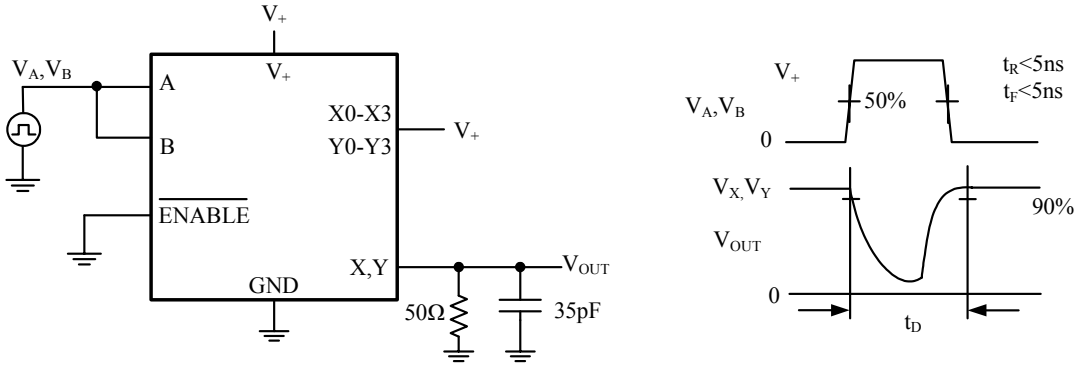 V+
V+
VA,VB
A
B
ENABLE
X0-X3
Y0-Y3
V+
X,Y
VOUT
GND
50Ω
35pF
V+
VA,VB
0
50%
tR<5ns
tF<5ns
VX,VY
VOUT
90%
0
tD